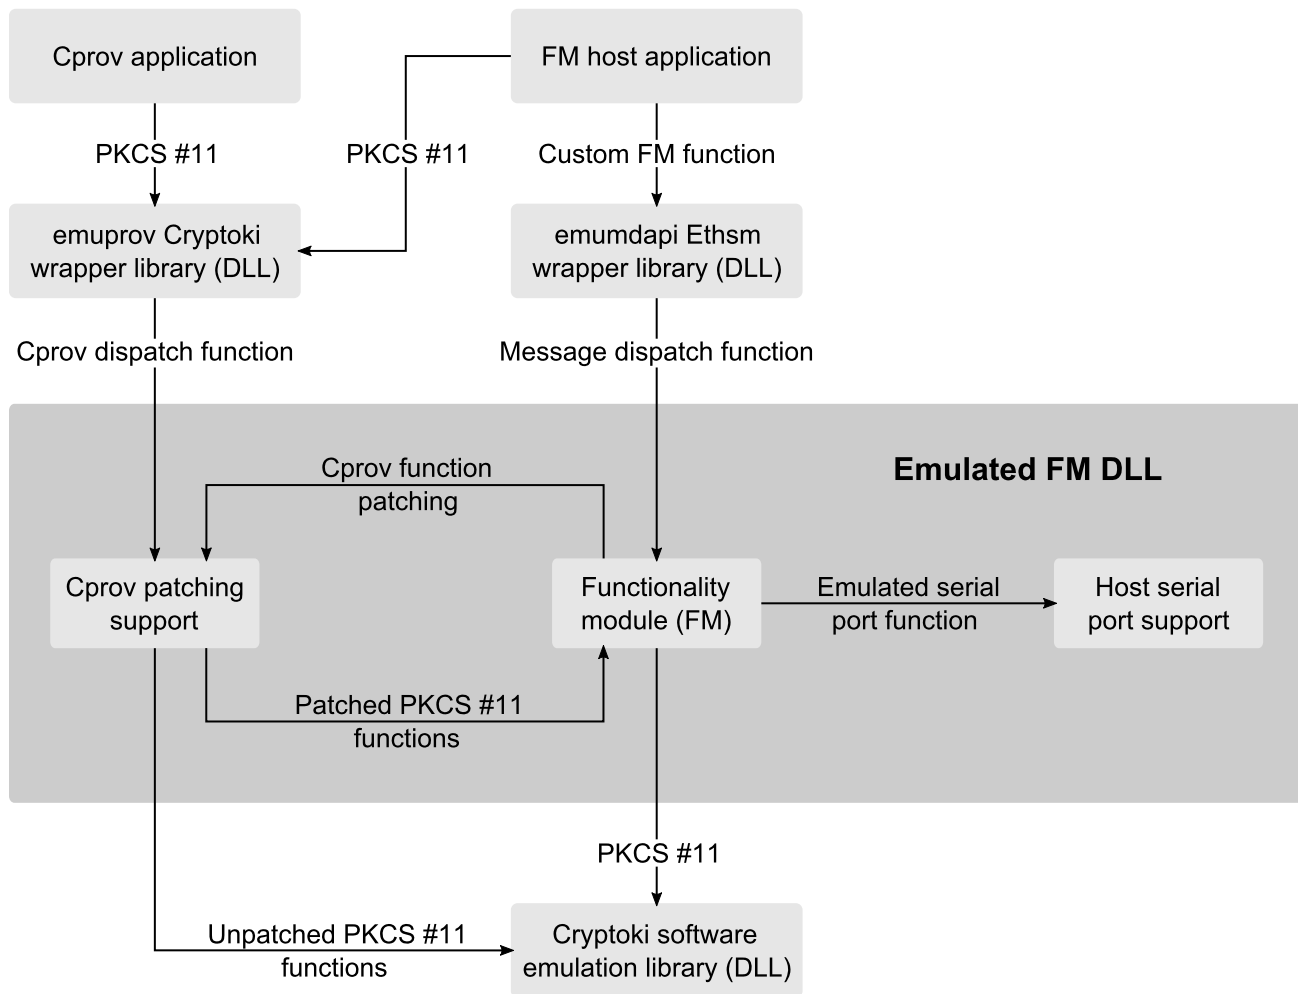 Cprov application
FM host application
PKCS #11
PKCS #11
Custom FM function
emuprov Cryptoki
wrapper library (DLL)
emumdapi Ethsm
wrapper library (DLL)
Cprov dispatch function
Message dispatch function
Emulated FM DLL
Cprov function
patching
Cprov patching
support
Functionality
module (FM)
Emulated serial
port function
Host serial
port support
Patched PKCS #11
functions
PKCS #11
Unpatched PKCS #11
functions
Cryptoki software
emulation library (DLL)